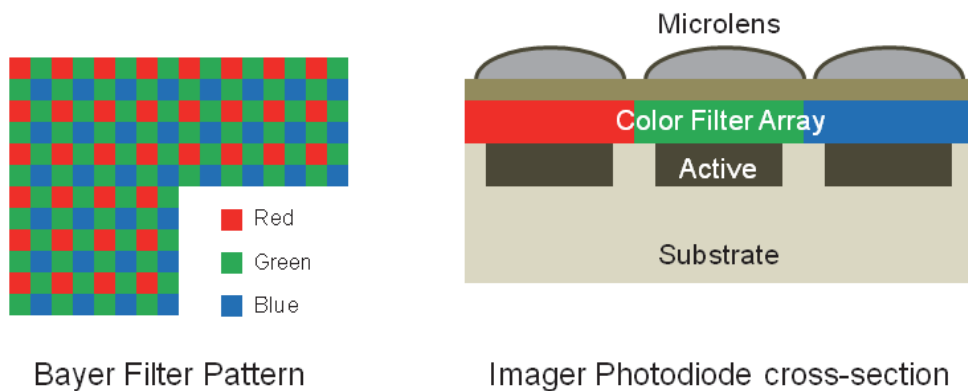 Red
Green
Blue
Bayer Filter Pattern
Microlens
Color Filter Array
Active
Substrate
Imager Photodiode cross-section